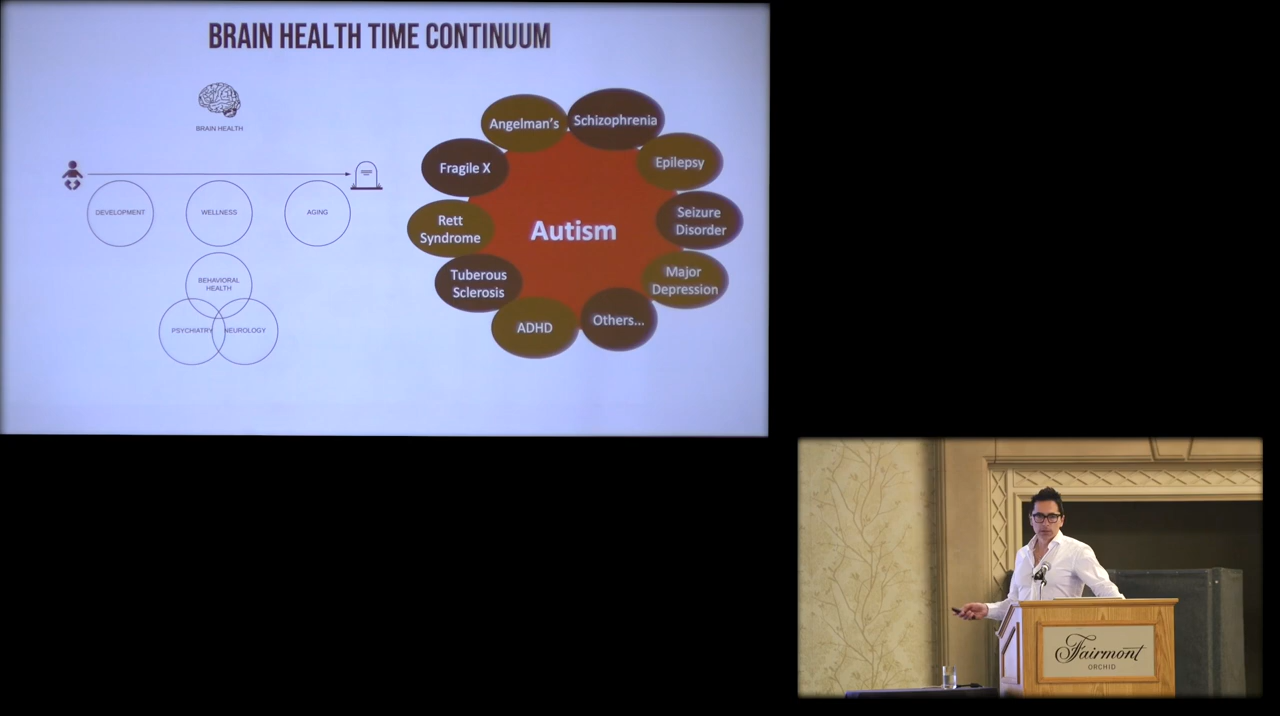 BRAIN HEALTH TIME CONTINUUM
BRAIN HEALTH
DEVELOPMENT
WELLNESS
AGING
BEHAVIORAL
HEALTH
PSYCHIATRY
NEUROLOGY
Angelman's
Schizophrenia
Fragile X
Epilepsy
Rett
Syndrome
Autism
Seizure
Disorder
Tuberous
Sclerosis
Major
Depression
ADHD
Others...
Fairmont
ORCHID